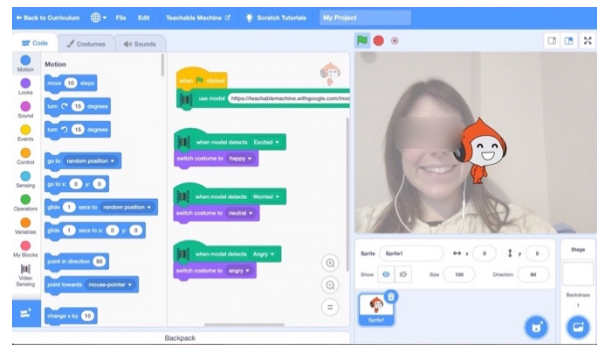 ← Back to Curriculum File Edit Teachable Machine Scratch Tutorials My Project
Code Costumes Sounds
Motion
Looks
Sound
Events
Control
Sensing
Operators
Variables
My Blocks
Video Sensing
Motion
move 10 steps
turn 15 degrees
turn 15 degrees
go to random position
go to x: 0 y: 0
glide 1 secs to random position
glide 1 secs to x: 0 y: 0
point in direction 90
point towards mouse-pointer
change x by 10
when clicked
use model https://teachablemachine.withgoogle.com/mod
when model detects Excited
switch costume to happy
when model detects Worried
switch costume to neutral
when model detects Angry
switch costume to angry
Backpack
Sprite Sprite1 x 0 y 0
Show Size 100 Direction 90
Sprite1
Stage
Backdrops
1